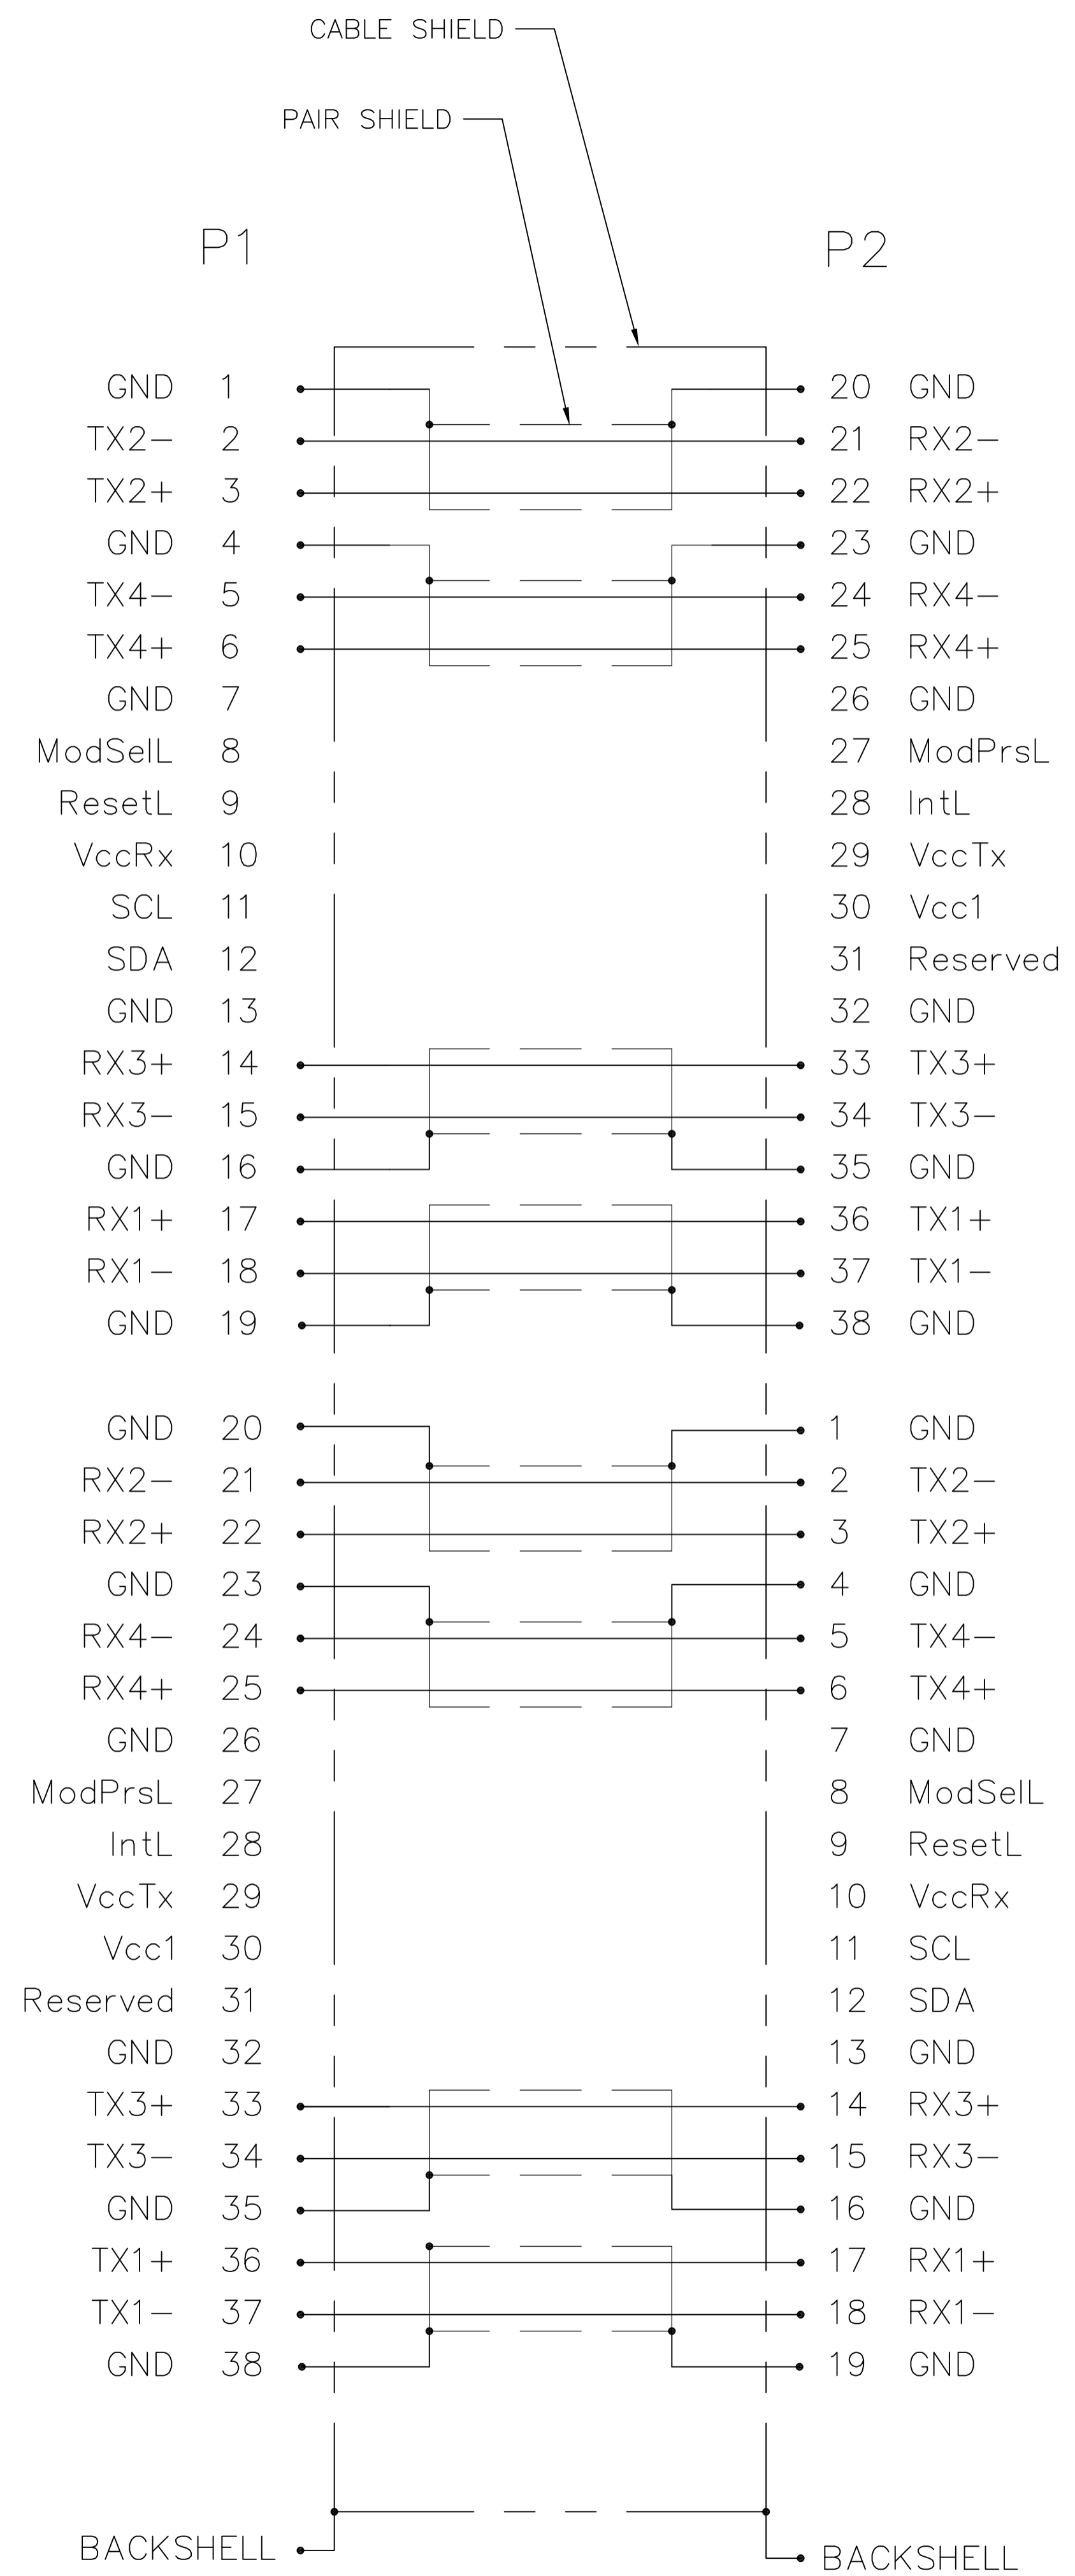 CABLE SHIELD
PAIR SHIELD
P1 P2
GND 1 20 GND
TX2- 2 21 RX2-
TX2+ 3 22 RX2+
GND 4 23 GND
TX4- 5 24 RX4-
TX4+ 6 25 RX4+
GND 7 26 GND
ModSelL 8 27 ModPrsL
ResetL 9 28 IntL
VccRx 10 29 VccTx
SCL 11 30 Vcc1
SDA 12 31 Reserved
GND 13 32 GND
RX3+ 14 33 TX3+
RX3- 15 34 TX3-
GND 16 35 GND
RX1+ 17 36 TX1+
RX1- 18 37 TX1-
GND 19 38 GND
GND 20 1 GND
RX2- 21 2 TX2-
RX2+ 22 3 TX2+
GND 23 4 GND
RX4- 24 5 TX4-
RX4+ 25 6 TX4+
GND 26 7 GND
ModPrsL 27 8 ModSelL
IntL 28 9 ResetL
VccTx 29 10 VccRx
Vcc1 30 11 SCL
Reserved 31 12 SDA
GND 32 13 GND
TX3+ 33 14 RX3+
TX3- 34 15 RX3-
GND 35 16 GND
TX1+ 36 17 RX1+
TX1- 37 18 RX1-
GND 38 19 GND
BACKSHELL BACKSHELL